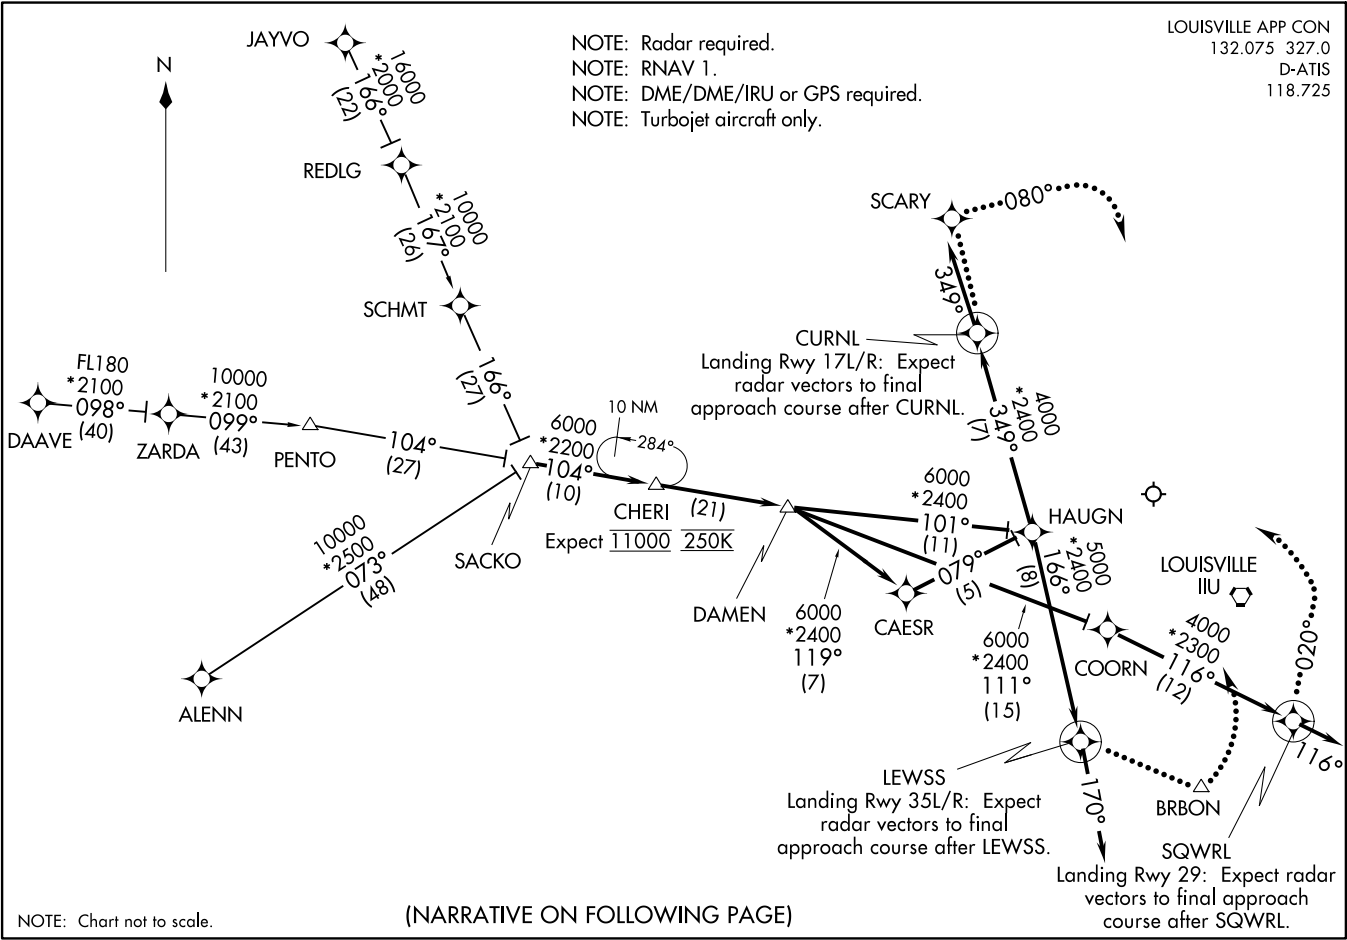 LOUISVILLE APP CON
132.075 327.0
D-ATIS
118.725
NOTE: Radar required.
NOTE: RNAV 1.
NOTE: DME/DME/IRU or GPS required.
NOTE: Turbojet aircraft only.
N
JAYVO
16000
*2000
166°
(22)
REDLG
10000
*2100
167°
(26)
SCHMT
166°
(27)
SCARY
080°
349°
CURNL
Landing Rwy 17L/R: Expect
radar vectors to final
approach course after CURNL.
4000
*2400
349°
(7)
FL180
*2100
098°
(40)
DAAVE
10000
*2100
099°
(43)
ZARDA
PENTO
104°
(27)
6000
*2200
104°
(10)
10 NM
284°
CHERI
Expect 11000 250K
(21)
SACKO
10000
*2500
073°
(48)
ALENN
DAMEN
6000
*2400
101°
(11)
HAUGN
6000
*2400
119°
(7)
CAESR
079°
(5)
5000
*2400
166°
(8)
6000
*2400
111°
(15)
COORN
LOUISVILLE
IIU
4000
*2300
116°
(12)
020°
116°
LEWSS
Landing Rwy 35L/R: Expect
radar vectors to final
approach course after LEWSS.
170°
BRBON
SQWRL
Landing Rwy 29: Expect radar
vectors to final approach
course after SQWRL.
NOTE: Chart not to scale.
(NARRATIVE ON FOLLOWING PAGE)